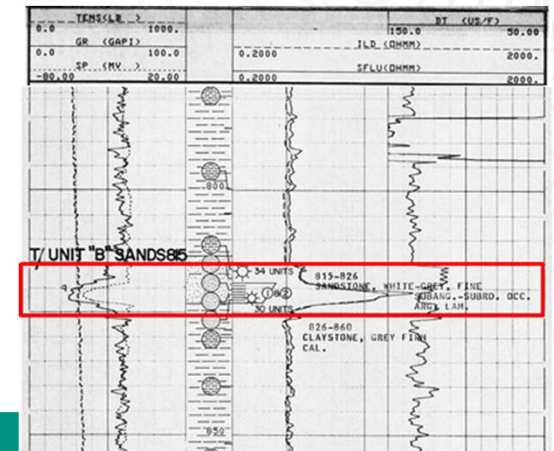 TENS(LB )
0.0 1000.
GR (GAPI)
0.0 100.0
SP (MV )
-80.00 20.00
DT (US/F)
150.0 50.00
ILD (OHMM)
0.2000 2000.
SFLU(OHMM)
0.2000 2000.
800
T/ UNIT "B" SANDS815
34 UNITS
815-826
SANDSTONE, WHITE-GREY, FINE
SUBANG.-SUBRD. OCC.
ARG. LAM.
1 & 2
30 UNITS
826-860
CLAYSTONE, GREY FIRM
CAL.
850